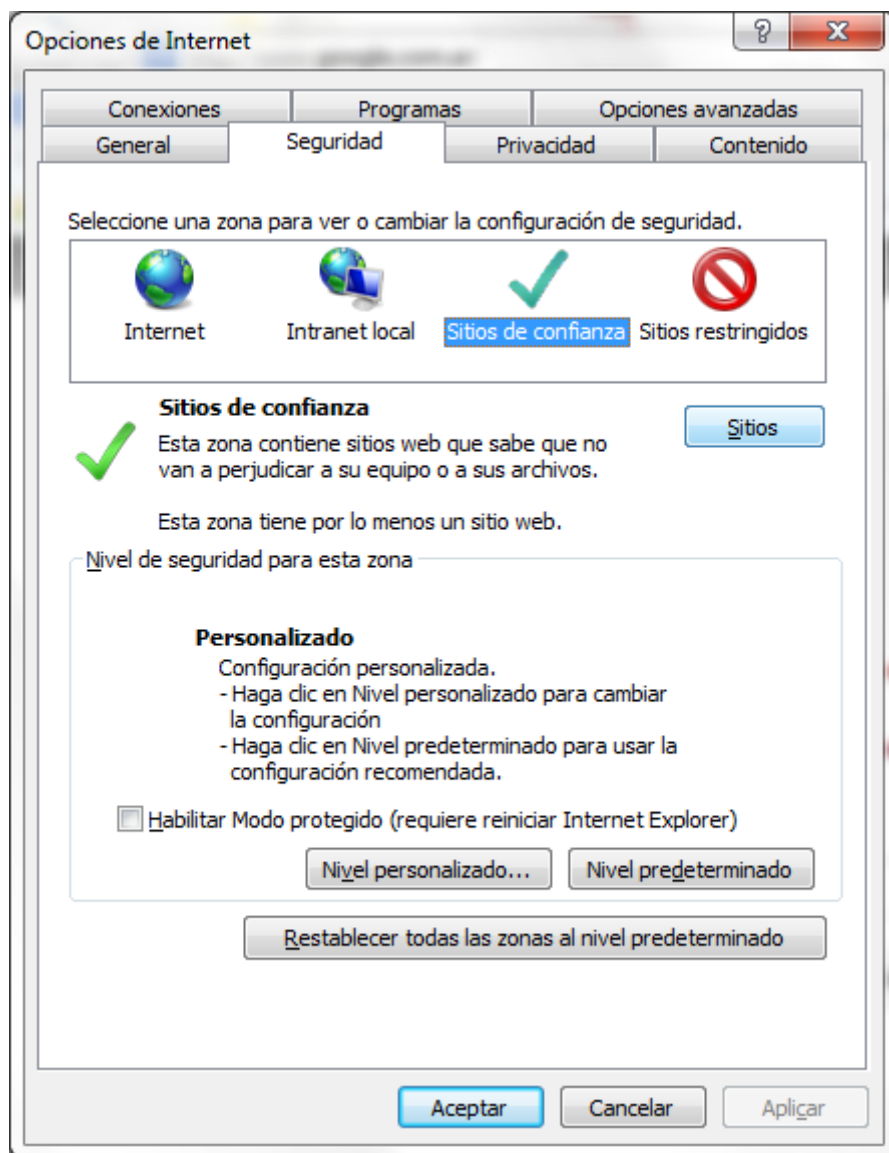 Opciones de Internet
Conexiones Programas Opciones avanzadas
General Seguridad Privacidad Contenido
Seleccione una zona para ver o cambiar la configuración de seguridad.
Internet Intranet local Sitios de confianza Sitios restringidos
Sitios de confianza
Sitios
Esta zona contiene sitios web que sabe que no
van a perjudicar a su equipo o a sus archivos.
Esta zona tiene por lo menos un sitio web.
Nivel de seguridad para esta zona
Personalizado
Configuración personalizada.
- Haga clic en Nivel personalizado para cambiar
la configuración
- Haga clic en Nivel predeterminado para usar la
configuración recomendada.
Habilitar Modo protegido (requiere reiniciar Internet Explorer)
Nivel personalizado... Nivel predeterminado
Restablecer todas las zonas al nivel predeterminado
Aceptar Cancelar Aplicar